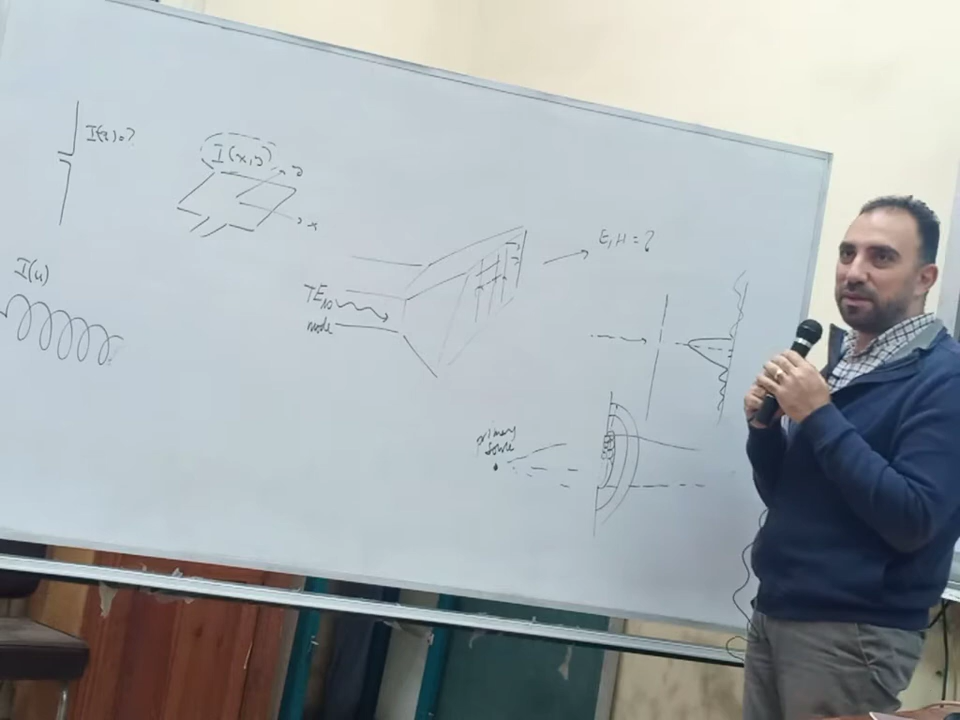 I(z)=?
I(x,y)
y
x
I(u)
TE10
mode
E, H = ?
primary
source